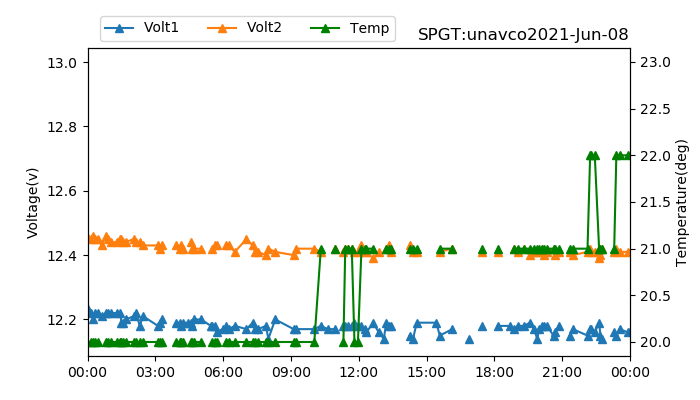 Volt1 Volt2 Temp
SPGT:unavco2021-Jun-08
13.0
12.8
12.6
12.4
12.2
Voltage(v)
23.0
22.5
22.0
21.5
21.0
20.5
20.0
Temperature(deg)
00:00 03:00 06:00 09:00 12:00 15:00 18:00 21:00 00:00